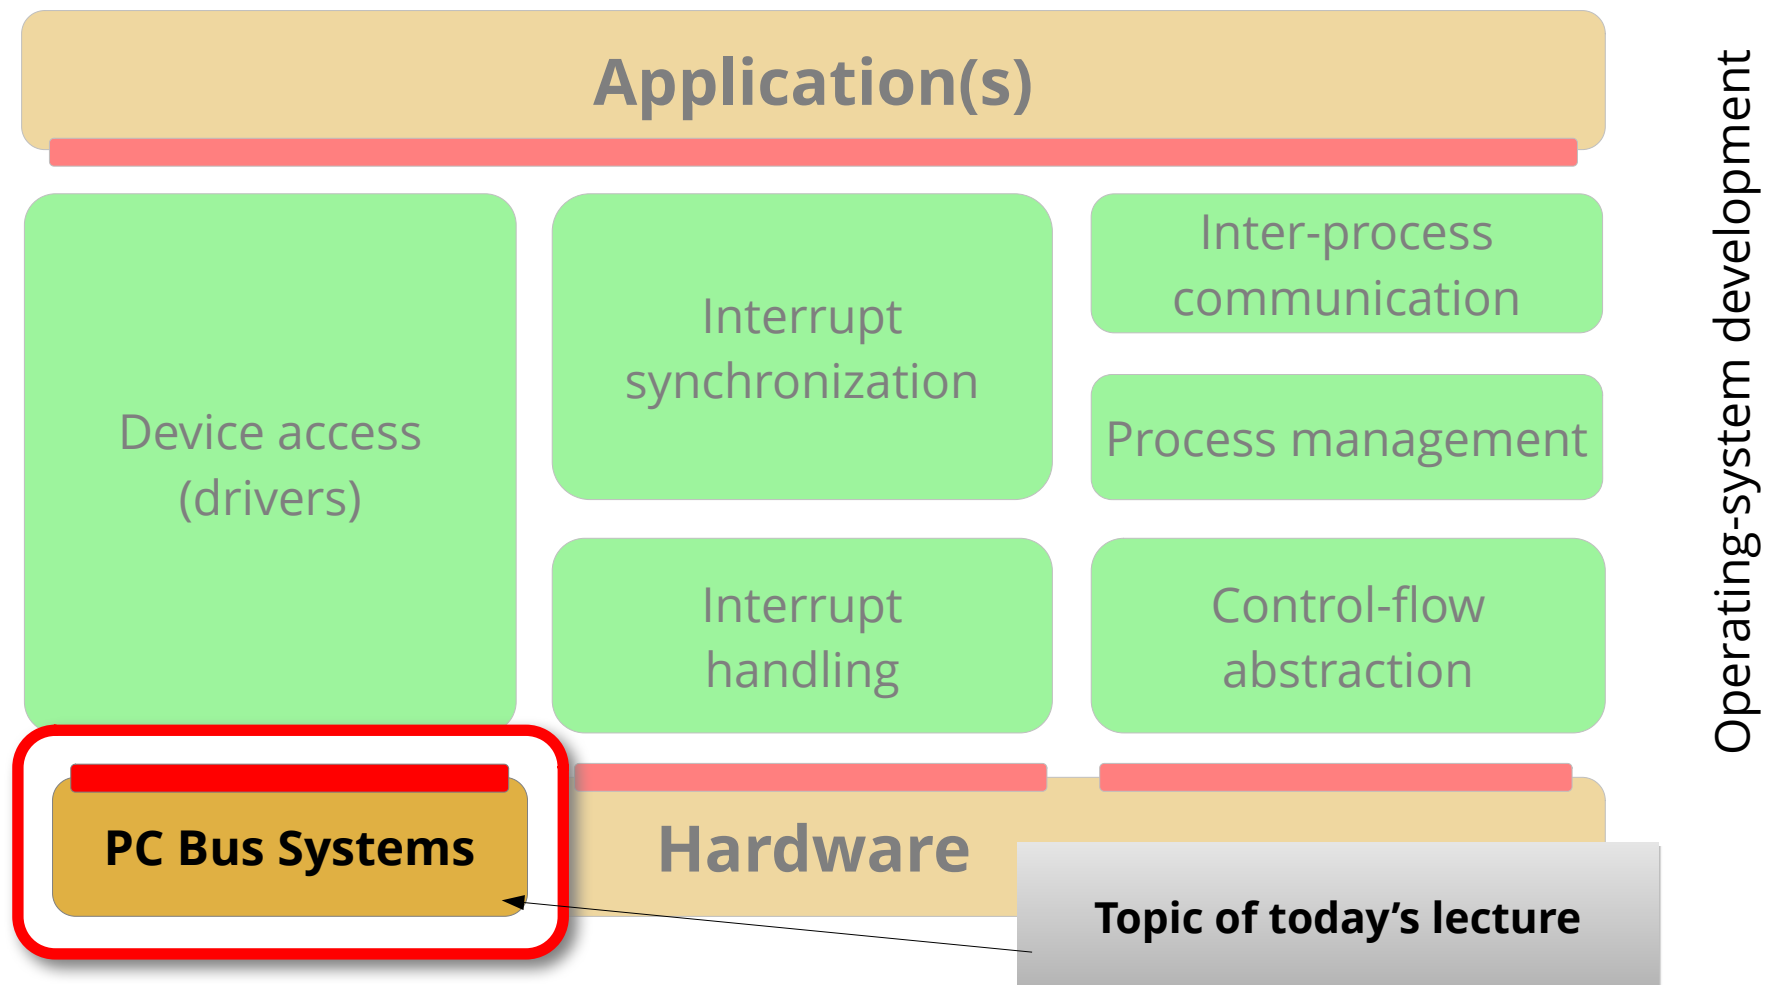 Application(s)
Device access
(drivers)
Interrupt
synchronization
Inter-process
communication
Process management
Interrupt
handling
Control-flow
abstraction
PC Bus Systems
Hardware
Topic of today’s lecture
Operating-system development